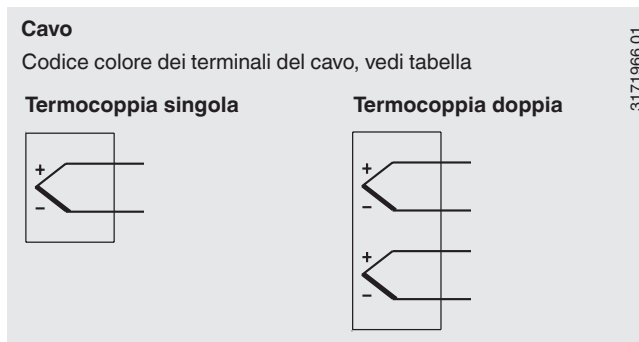 Cavo
Codice colore dei terminali del cavo, vedi tabella
Termocoppia singola
Termocoppia doppia
+
–
+
–
+
–
3171966.01